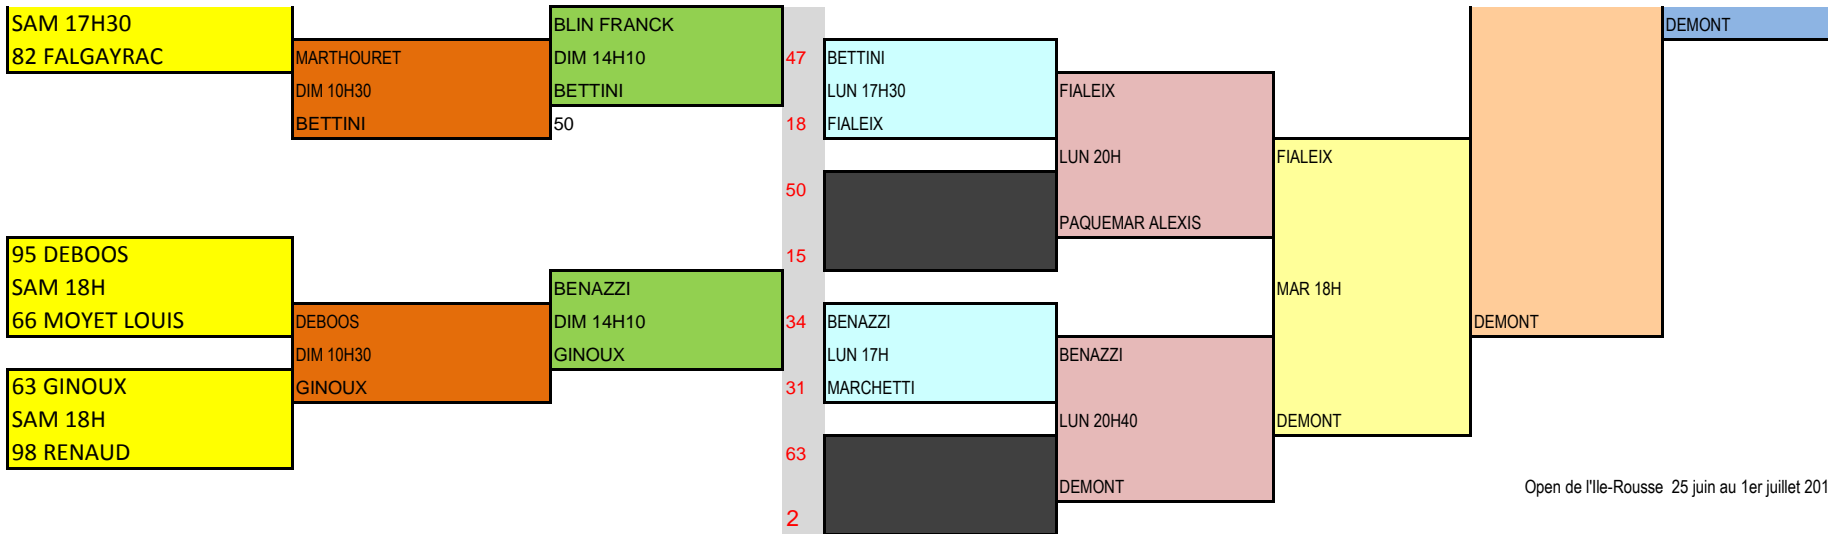 SAM 17H30
82 FALGAYRAC
MARTHOURET
DIM 10H30
BETTINI
BLIN FRANCK
DIM 14H10
BETTINI
50
47
18
50
15
34
31
63
2
BETTINI
LUN 17H30
FIALEIX
FIALEIX
LUN 20H
PAQUEMAR ALEXIS
FIALEIX
MAR 18H
DEMONT
DEMONT
DEMONT
95 DEBOOS
SAM 18H
66 MOYET LOUIS
63 GINOUX
SAM 18H
98 RENAUD
DEBOOS
DIM 10H30
GINOUX
BENAZZI
DIM 14H10
GINOUX
BENAZZI
LUN 17H
MARCHETTI
BENAZZI
LUN 20H40
DEMONT
Open de l'Ile-Rousse 25 juin au 1er juillet 201